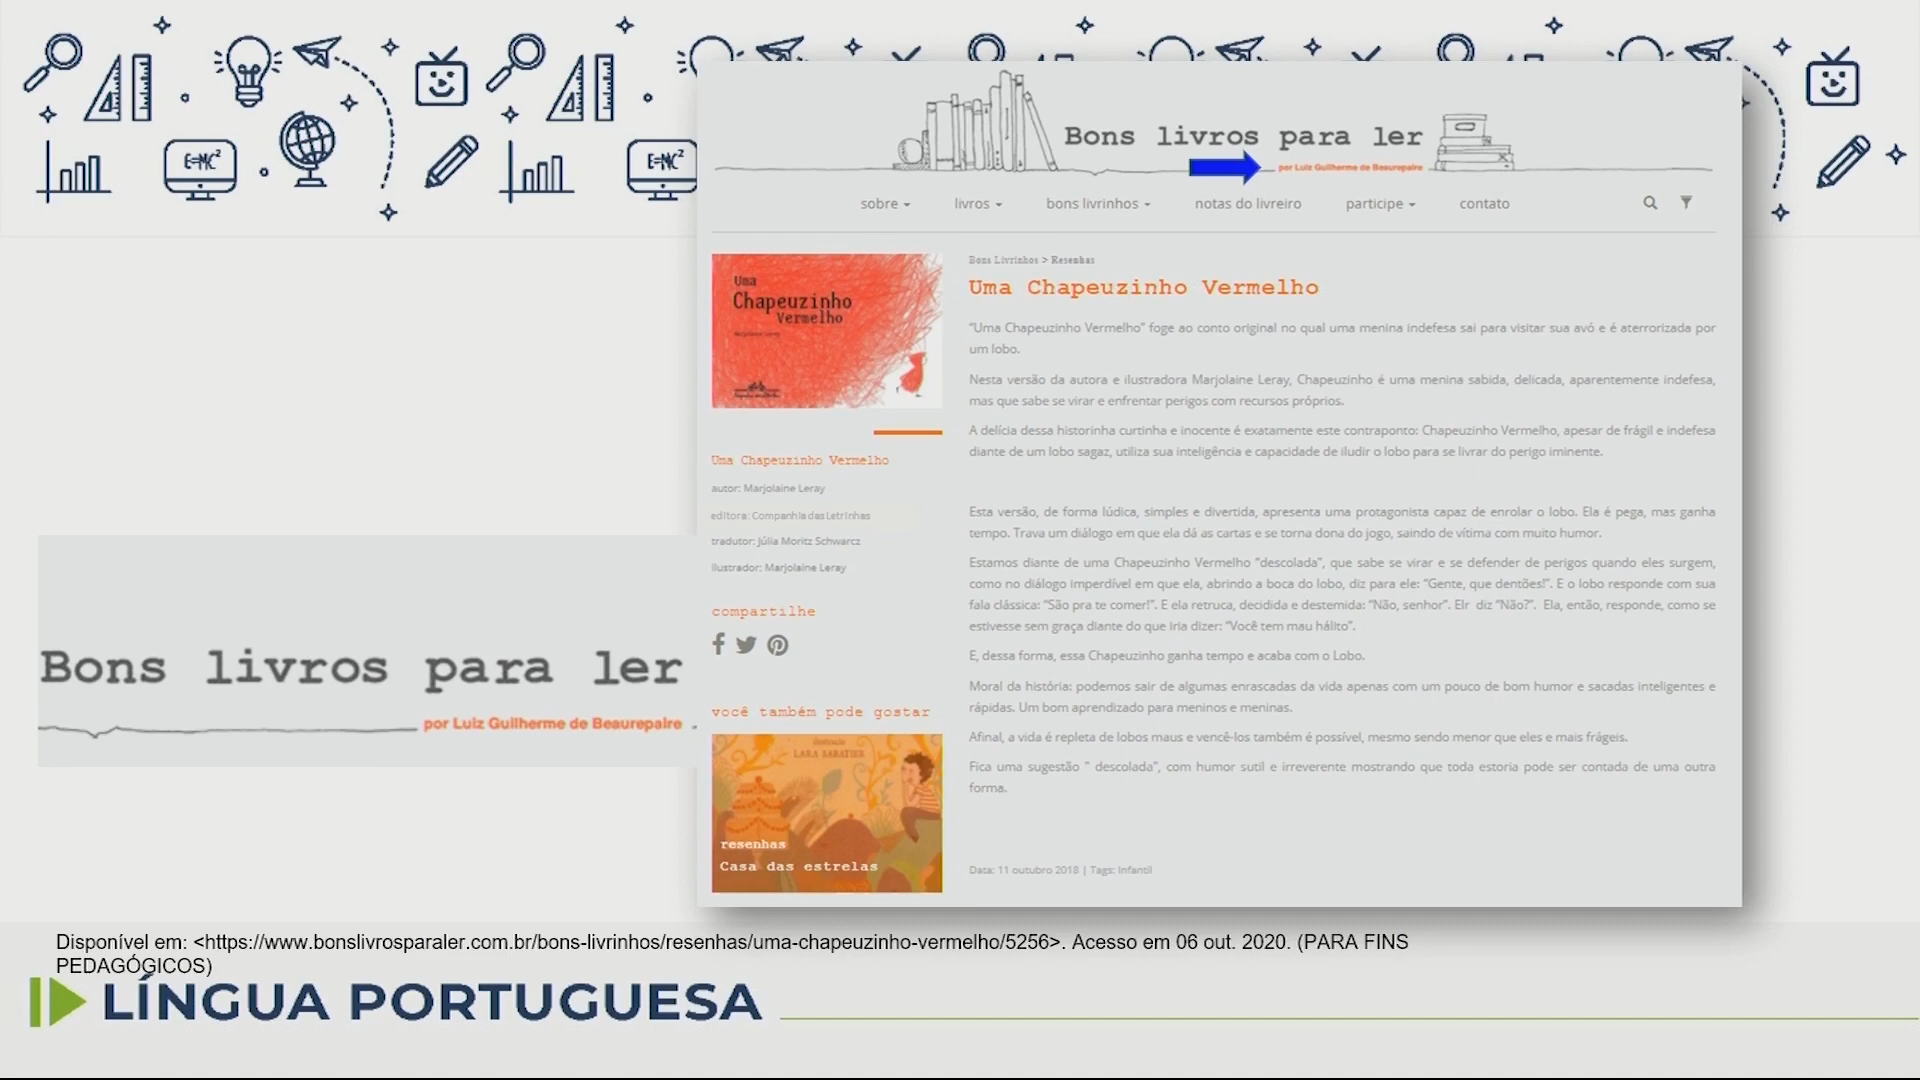 E=MC²
E=MC²
Bons livros para ler
por Luiz Guilherme de Beaurepaire
sobre
livros
bons livrinhos
notas do livreiro
participe
contato
Uma
Chapeuzinho
Vermelho
Marjolaine Leray
Uma Chapeuzinho Vermelho
autor: Marjolaine Leray
editora: Companhia das Letrinhas
tradutor: Júlia Moritz Schwarcz
ilustrador: Marjolaine Leray
compartilhe
você também pode gostar
ilustração
LARA SABATIER
resenhas
Casa das estrelas
Bons Livrinhos > Resenhas
Uma Chapeuzinho Vermelho
“Uma Chapeuzinho Vermelho” foge ao conto original no qual uma menina indefesa sai para visitar sua avó e é aterrorizada por
um lobo.
Nesta versão da autora e ilustradora Marjolaine Leray, Chapeuzinho é uma menina sabida, delicada, aparentemente indefesa,
mas que sabe se virar e enfrentar perigos com recursos próprios.
A delícia dessa historinha curtinha e inocente é exatamente este contraponto: Chapeuzinho Vermelho, apesar de frágil e indefesa
diante de um lobo sagaz, utiliza sua inteligência e capacidade de iludir o lobo para se livrar do perigo iminente.
Esta versão, de forma lúdica, simples e divertida, apresenta uma protagonista capaz de enrolar o lobo. Ela é pega, mas ganha
tempo. Trava um diálogo em que ela dá as cartas e se torna dona do jogo, saindo de vítima com muito humor.
Estamos diante de uma Chapeuzinho Vermelho “descolada”, que sabe se virar e se defender de perigos quando eles surgem,
como no diálogo imperdível em que ela, abrindo a boca do lobo, diz para ele: “Gente, que dentões!”. E o lobo responde com sua
fala clássica: “São pra te comer!”. E ela retruca, decidida e destemida: “Não, senhor”. Elr diz “Não?”. Ela, então, responde, como se
estivesse sem graça diante do que iria dizer: “Você tem mau hálito”.
E, dessa forma, essa Chapeuzinho ganha tempo e acaba com o Lobo.
Moral da história: podemos sair de algumas enrascadas da vida apenas com um pouco de bom humor e sacadas inteligentes e
rápidas. Um bom aprendizado para meninos e meninas.
Afinal, a vida é repleta de lobos maus e vencê-los também é possível, mesmo sendo menor que eles e mais frágeis.
Fica uma sugestão " descolada", com humor sutil e irreverente mostrando que toda estoria pode ser contada de uma outra
forma.
Data: 11 outubro 2018 | Tags: Infantil
Bons livros para ler
por Luiz Guilherme de Beaurepaire
Disponível em: <https://www.bonslivrosparaler.com.br/bons-livrinhos/resenhas/uma-chapeuzinho-vermelho/5256>. Acesso em 06 out. 2020. (PARA FINS
PEDAGÓGICOS)
LÍNGUA PORTUGUESA